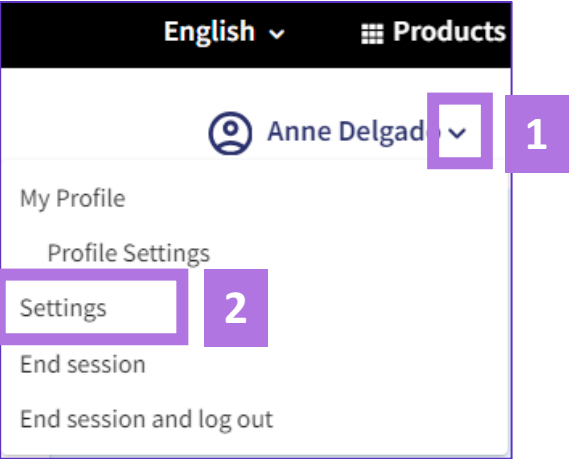 English Products
Anne Delgado 1
My Profile
Profile Settings
Settings 2
End session
End session and log out